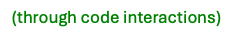 (through code interactions)